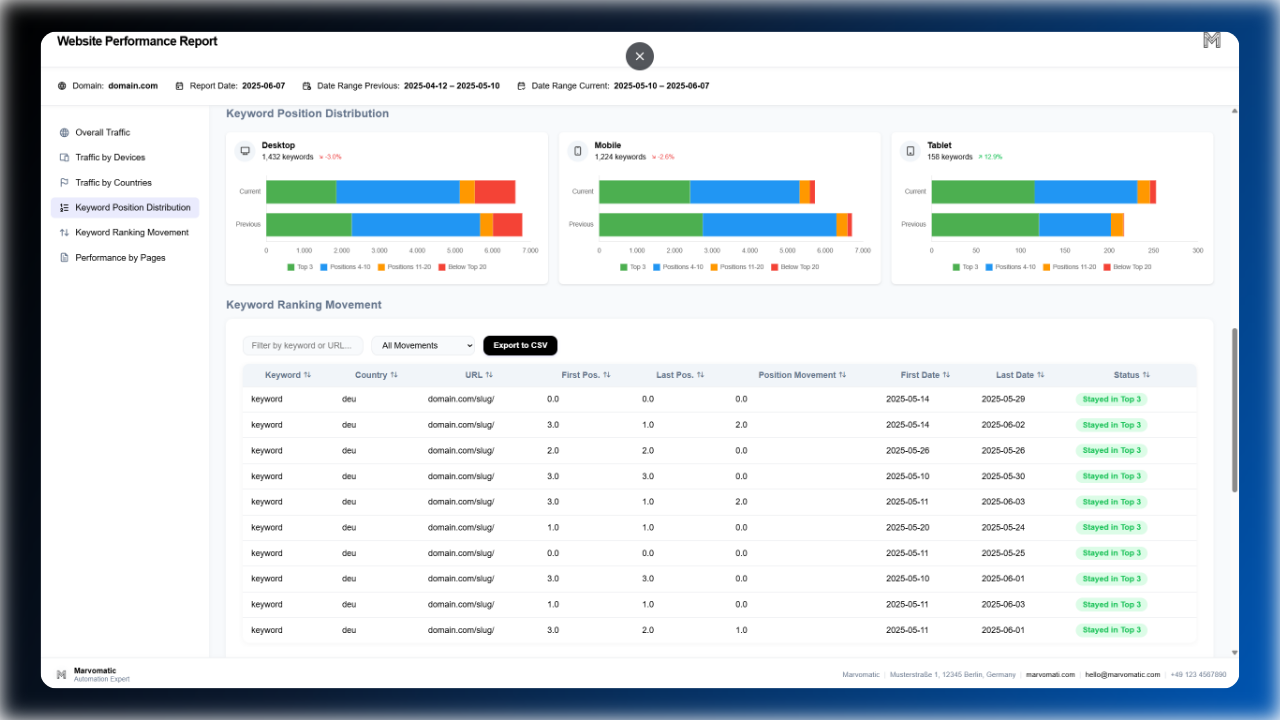 Website Performance Report
Domain: domain.com Report Date: 2025-06-07 Date Range Previous: 2025-04-12 – 2025-05-10 Date Range Current: 2025-05-10 – 2025-06-07
Overall Traffic
Traffic by Devices
Traffic by Countries
Keyword Position Distribution
Keyword Ranking Movement
Performance by Pages
Keyword Position Distribution
Desktop
1,432 keywords ↘ -3.0%
Current
Previous
0 1.000 2.000 3.000 4.000 5.000 6.000 7.000
Top 3 Positions 4-10 Positions 11-20 Below Top 20
Mobile
1,224 keywords ↘ -2.6%
Current
Previous
0 1.000 2.000 3.000 4.000 5.000 6.000 7.000
Top 3 Positions 4-10 Positions 11-20 Below Top 20
Tablet
158 keywords ↗ 12.9%
Current
Previous
0 50 100 150 200 250 300
Top 3 Positions 4-10 Positions 11-20 Below Top 20
Keyword Ranking Movement
Filter by keyword or URL... All Movements Export to CSV
Keyword Country URL First Pos. Last Pos. Position Movement First Date Last Date Status
keyword deu domain.com/slug/ 0.0 0.0 0.0 2025-05-14 2025-05-29 Stayed in Top 3
keyword deu domain.com/slug/ 3.0 1.0 2.0 2025-05-14 2025-06-02 Stayed in Top 3
keyword deu domain.com/slug/ 2.0 2.0 0.0 2025-05-26 2025-05-26 Stayed in Top 3
keyword deu domain.com/slug/ 3.0 3.0 0.0 2025-05-10 2025-05-30 Stayed in Top 3
keyword deu domain.com/slug/ 3.0 1.0 2.0 2025-05-11 2025-06-03 Stayed in Top 3
keyword deu domain.com/slug/ 1.0 1.0 0.0 2025-05-20 2025-05-24 Stayed in Top 3
keyword deu domain.com/slug/ 0.0 0.0 0.0 2025-05-11 2025-05-25 Stayed in Top 3
keyword deu domain.com/slug/ 3.0 3.0 0.0 2025-05-10 2025-06-01 Stayed in Top 3
keyword deu domain.com/slug/ 1.0 1.0 0.0 2025-05-11 2025-06-03 Stayed in Top 3
keyword deu domain.com/slug/ 3.0 2.0 1.0 2025-05-11 2025-06-01 Stayed in Top 3
Marvomatic
Automation Expert
Marvomatic | Musterstraße 1, 12345 Berlin, Germany | marvomati.com | hello@marvomatic.com | +49 123 4567890